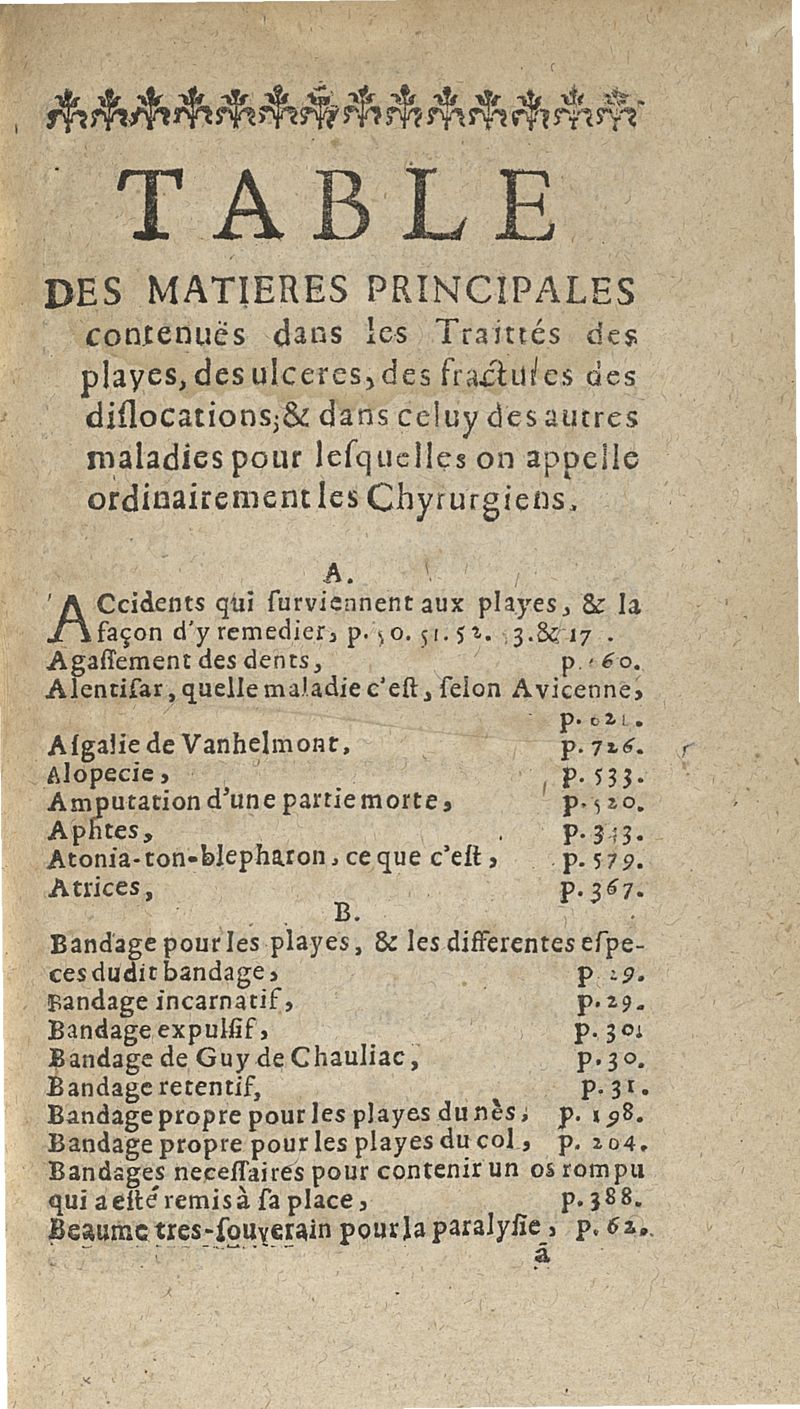 TABLE
DES MATIERES PRINCIPALES
contenuës dans les Traittés des
playes, des ulceres, des fractures des
diſlocations; & dans celuy des autres
maladies pour leſquelles on appelle
ordinairement les Chyrurgiens.
A.
ACcidents qui ſurviennent aux playes, & la
façon d'y remedier, p. 50. 51. 52.
Agaſſement des dents, p.
Alentiſar, quelle maladie c'eſt, ſelon Avicenne,
p.
Aſgalie de Vanhelmont, p. 726.
Alopecie, p. 533.
Amputation d'une partie morte, p. 520.
Aphtes, p.
Atonia-ton-blepharon, ce que c'eſt, p. 579.
Atrices, p. 367.
B.
Bandage pour les playes, & les differentes eſpe-
ces dudit bandage, p 29.
Bandage incarnatif, p. 29.
Bandage expulſif, p. 30.
Bandage de Guy de Chauliac, p. 30.
Bandage retentif, p. 31.
Bandage propre pour les playes du nès, p. 198.
Bandage propre pour les playes du col, p. 204.
Bandages neceſſaires pour contenir un os rompu
qui a eſté remis à ſa place, p. 388.
Beaume tres-ſouverain pour la paralyſie, p. 62.
ã